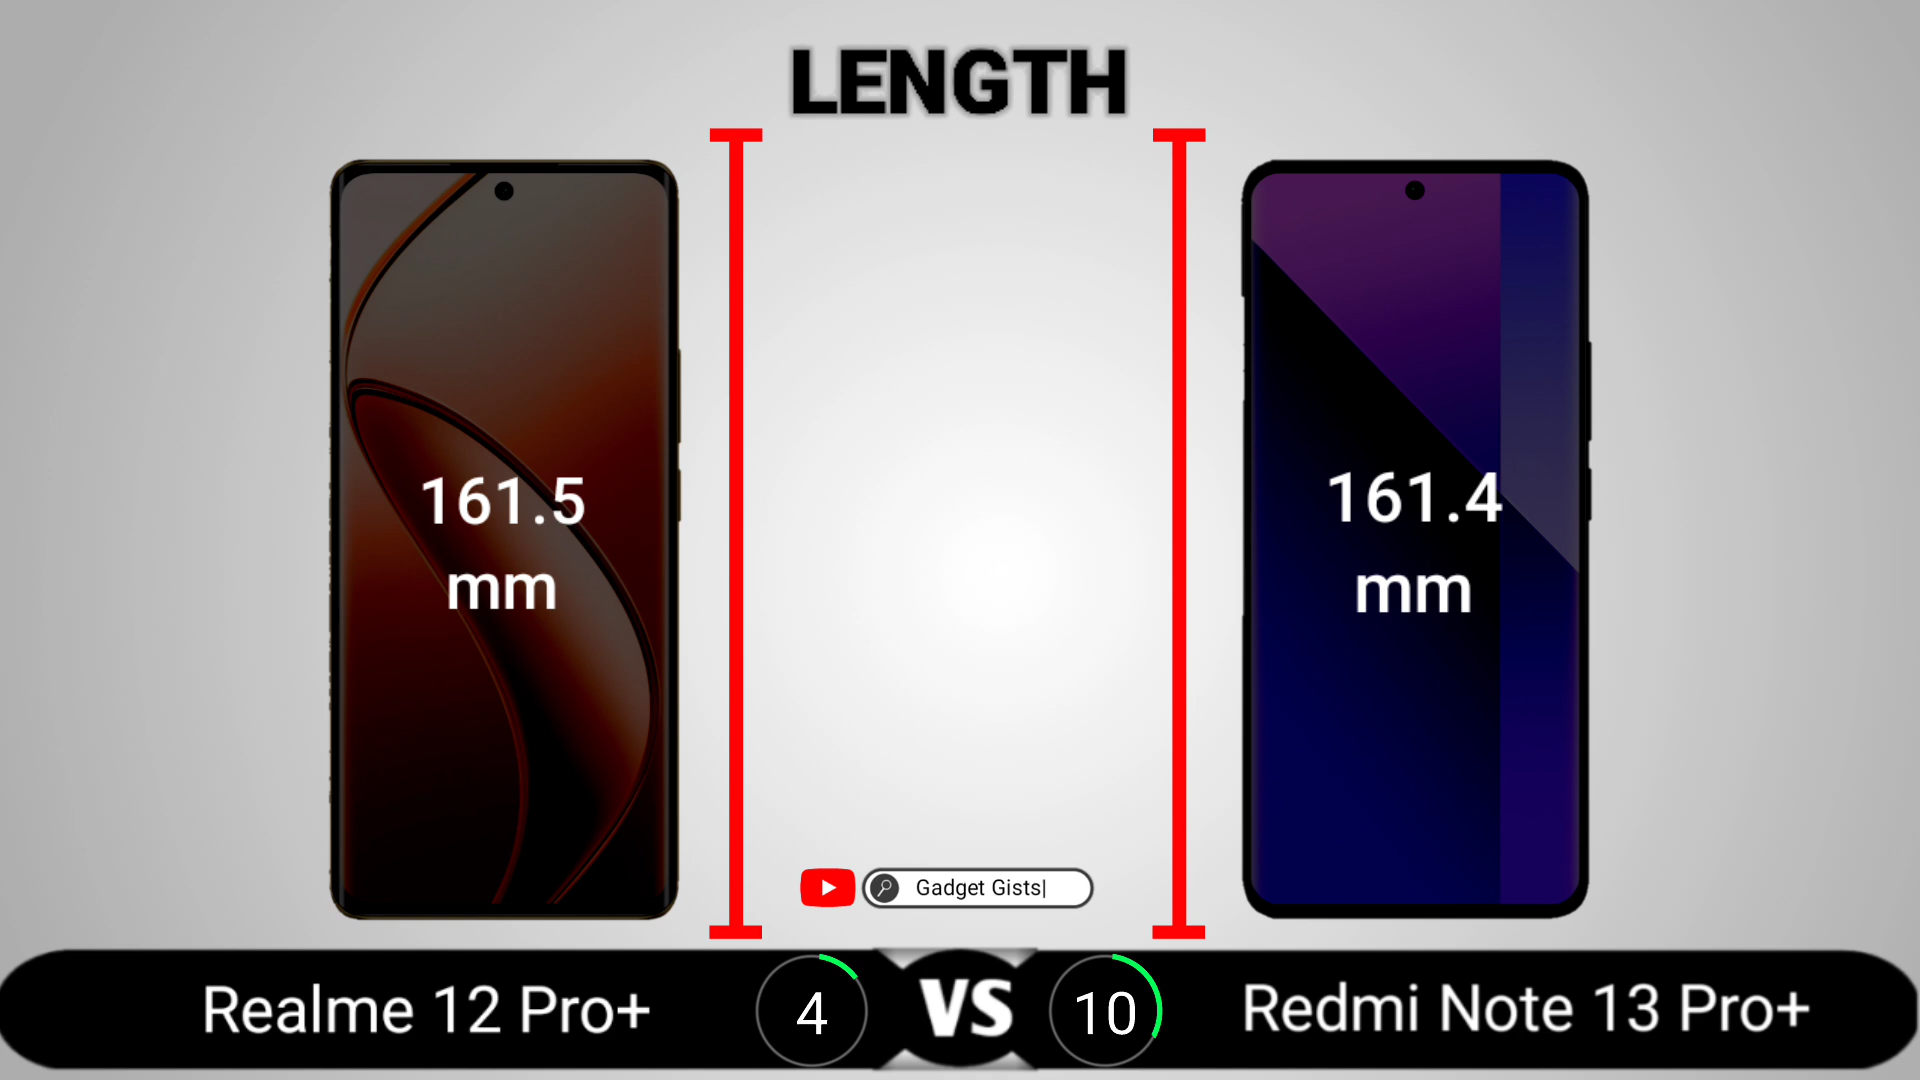 LENGTH
161.5
mm
161.4
mm
Gadget Gists|
Realme 12 Pro+
4
VS
10
Redmi Note 13 Pro+